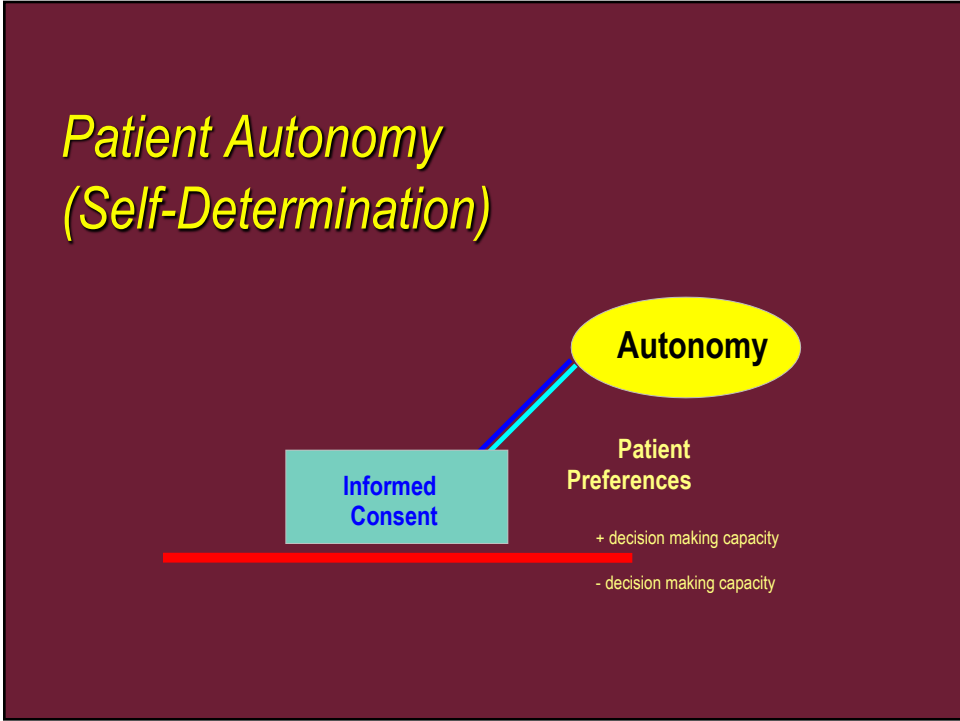 Patient Autonomy
(Self-Determination)
Autonomy
Patient
Preferences
Informed
Consent
+ decision making capacity
- decision making capacity